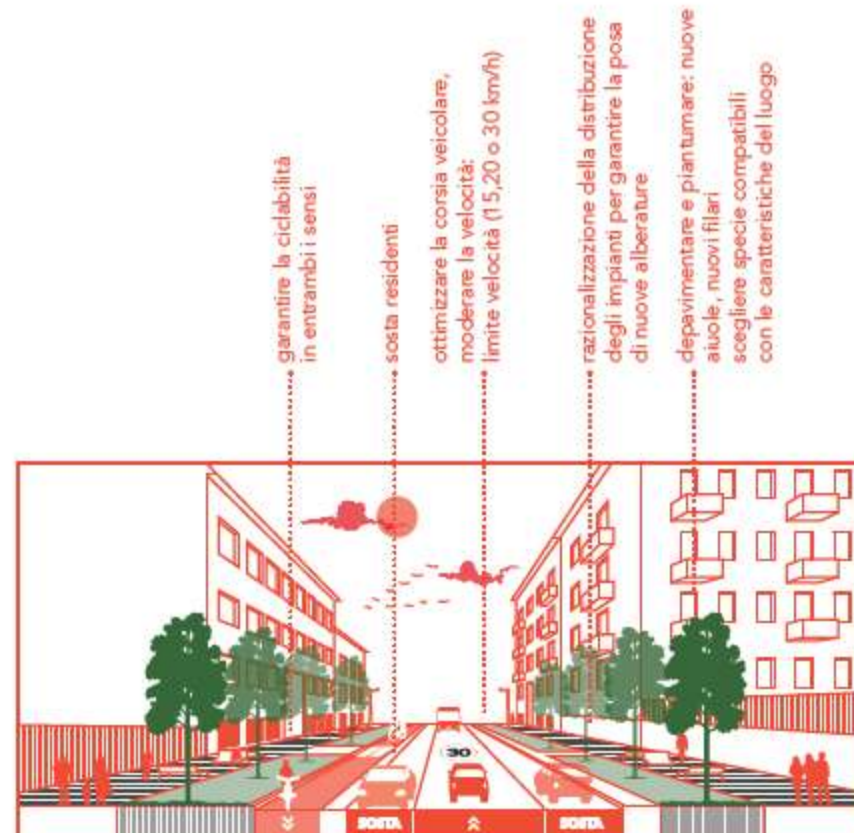 garantire la ciclabilità
in entrambi i sensi
sosta residenti
ottimizzare la corsia veicolare,
moderare la velocità:
limite velocità (15,20 o 30 km/h)
razionalizzazione della distribuzione
degli impianti per garantire la posa
di nuove alberature
depavimentare e piantumare: nuove
aiuole, nuovi filari
scegliere specie compatibili
con le caratteristiche del luogo
30
SOSTA
SOSTA